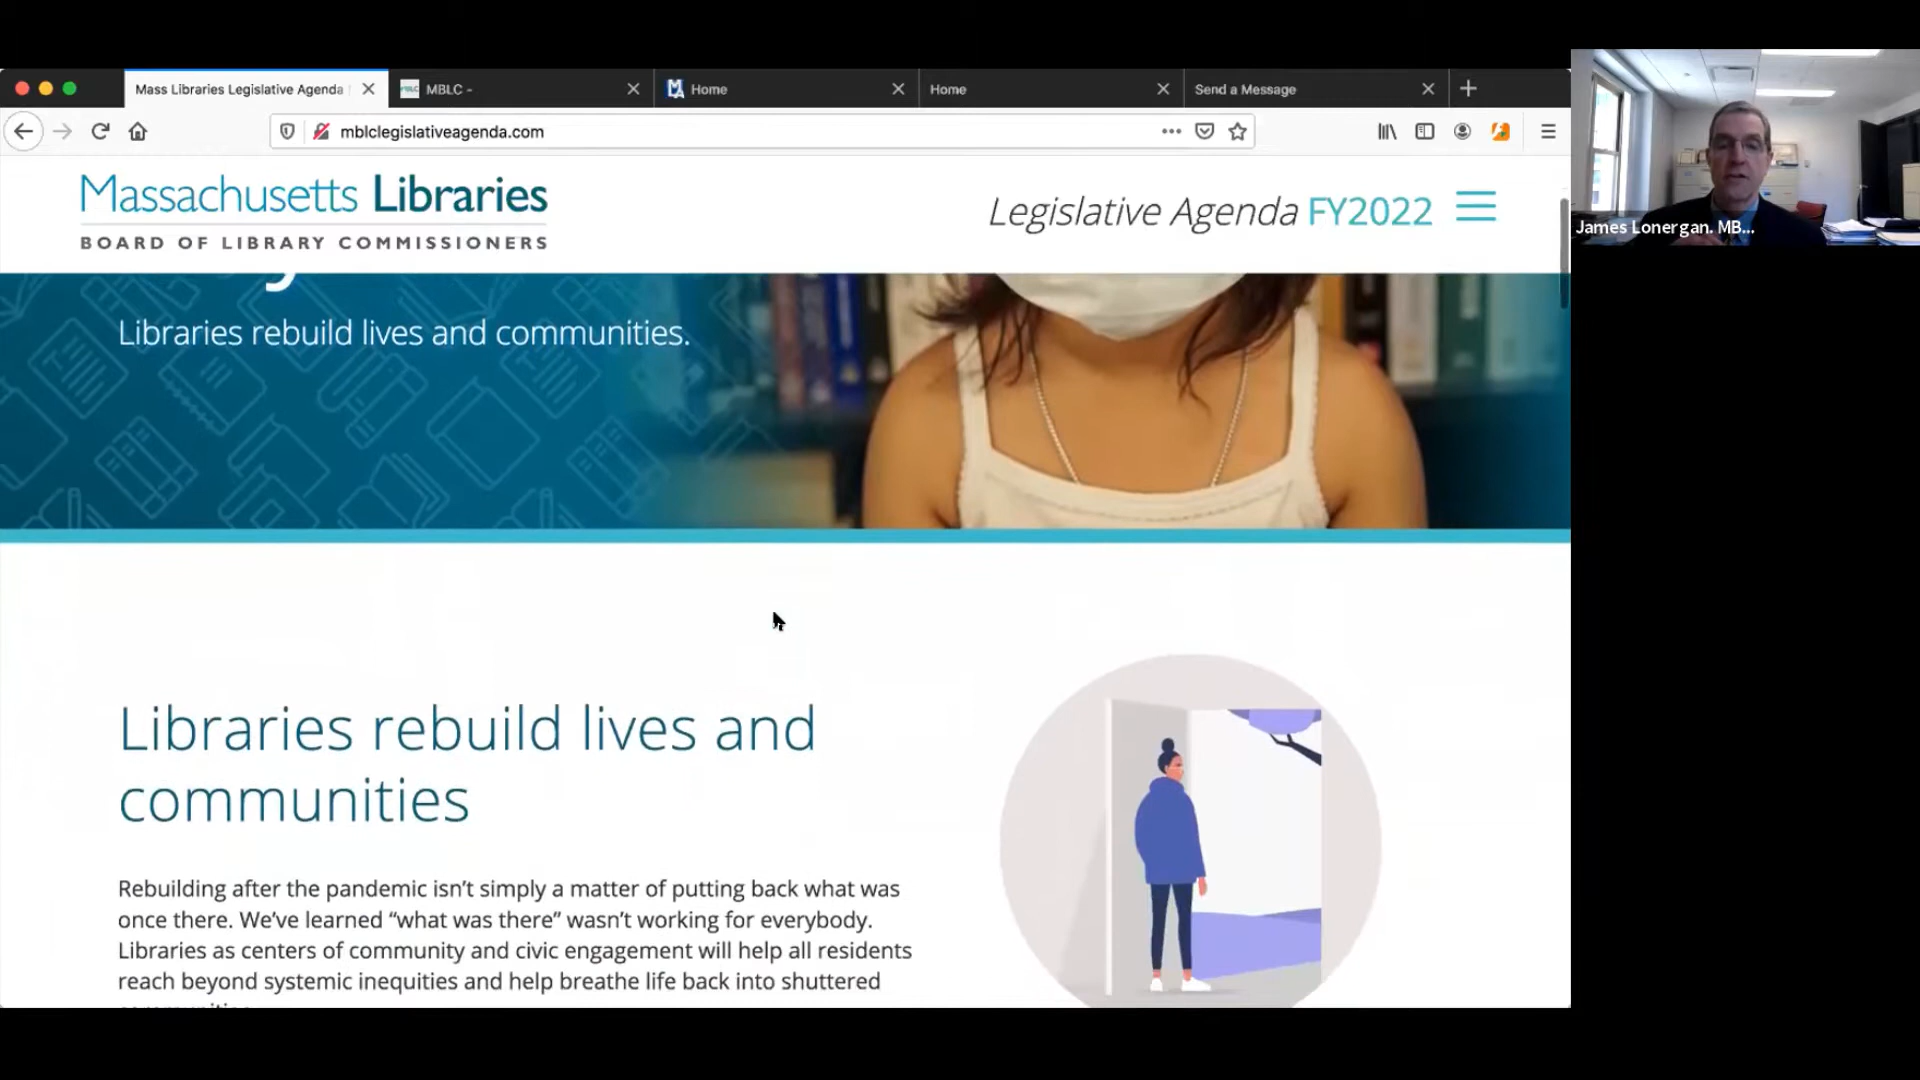 Mass Libraries Legislative Agenda
MBLC -
Home
Home
Send a Message
mblclegislativeagenda.com
Massachusetts Libraries
BOARD OF LIBRARY COMMISSIONERS
Legislative Agenda FY2022
James Lonergan. MB...
Libraries rebuild lives and communities.
Libraries rebuild lives and
communities
Rebuilding after the pandemic isn't simply a matter of putting back what was
once there. We've learned “what was there” wasn't working for everybody.
Libraries as centers of community and civic engagement will help all residents
reach beyond systemic inequities and help breathe life back into shuttered